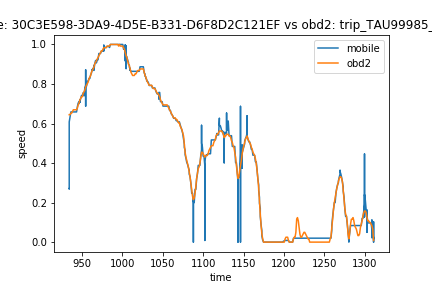 e: 30C3E598-3DA9-4D5E-B331-D6F8D2C121EF vs obd2: trip_TAU99985_
mobile
obd2
speed
1.0
0.8
0.6
0.4
0.2
0.0
950 1000 1050 1100 1150 1200 1250 1300
time